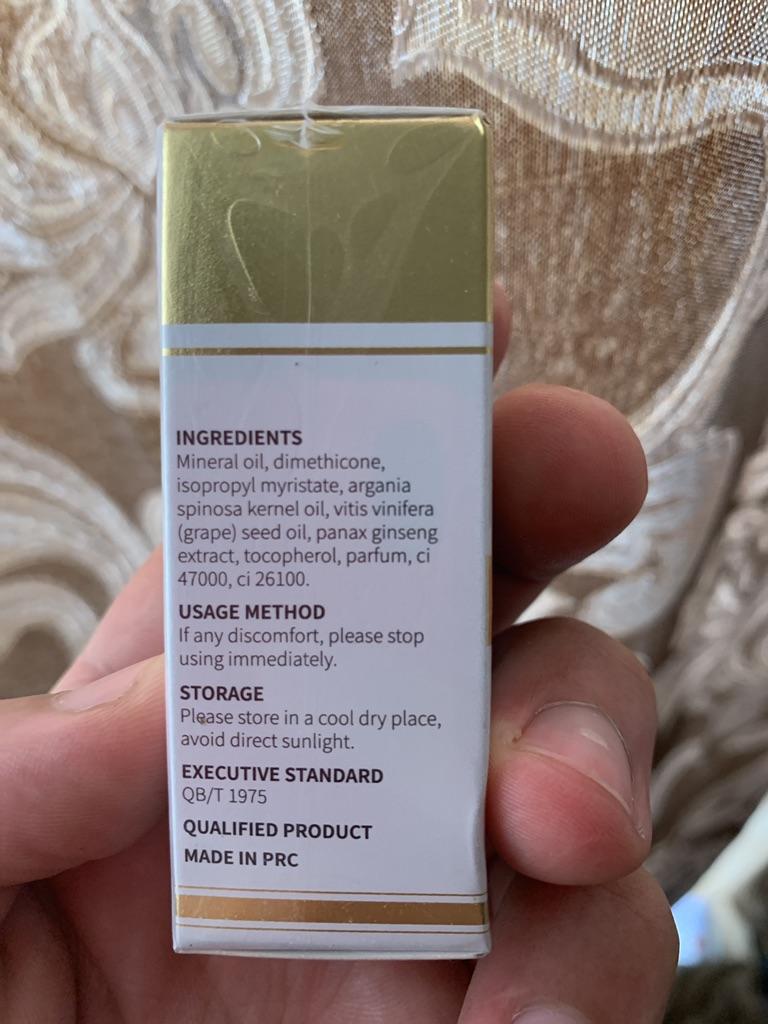 INGREDIENTS
Mineral oil, dimethicone,
isopropyl myristate, argania
spinosa kernel oil, vitis vinifera
(grape) seed oil, panax ginseng
extract, tocopherol, parfum, ci
47000, ci 26100.
USAGE METHOD
If any discomfort, please stop
using immediately.
STORAGE
Please store in a cool dry place,
avoid direct sunlight.
EXECUTIVE STANDARD
QB/T 1975
QUALIFIED PRODUCT
MADE IN PRC